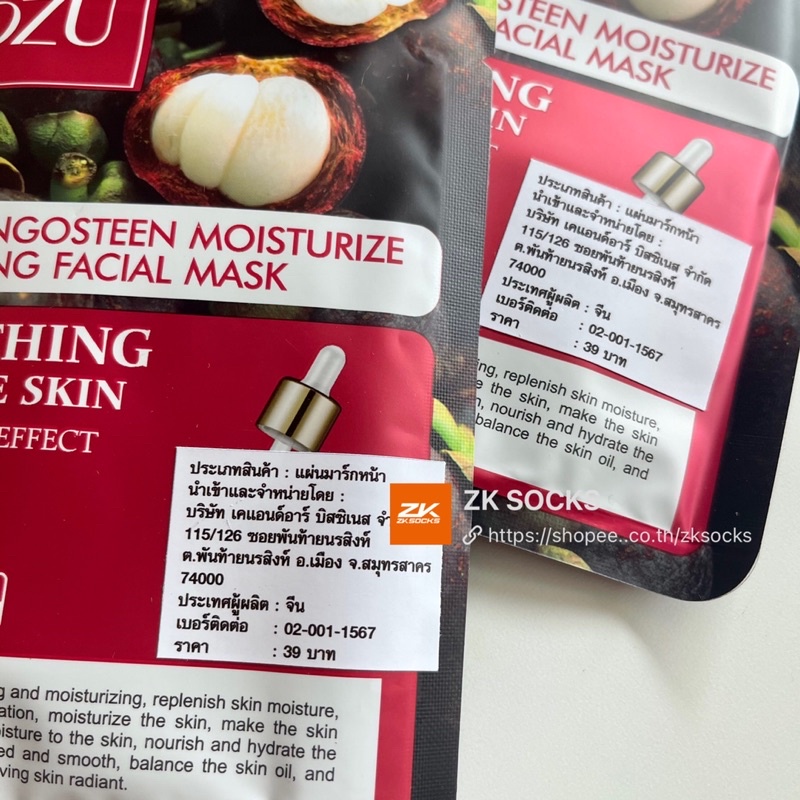 ZU
NGOSTEEN MOISTURIZE
NG FACIAL MASK
THING
E SKIN
EFFECT
ประเภทสินค้า : แผ่นมาร์กหน้า
นำเข้าและจำหน่ายโดย :
บริษัท เคแอนด์อาร์ บิสซิเนส จำ
115/126 ซอยพันท้ายนรสิงห์
ต.พันท้ายนรสิงห์ อ.เมือง จ.สมุทรสาคร
74000
ประเทศผู้ผลิต : จีน
เบอร์ติดต่อ : 02-001-1567
ราคา : 39 บาท
g and moisturizing, replenish skin moisture,
ation, moisturize the skin, make the skin
isture to the skin, nourish and hydrate the
ed and smooth, balance the skin oil, and
ving skin radiant.
STEEN MOISTURIZE
ACIAL MASK
NG
IN
T
ประเภทสินค้า : แผ่นมาร์กหน้า
นำเข้าและจำหน่ายโดย :
บริษัท เคแอนด์อาร์ บิสซิเนส จำกัด
115/126 ซอยพันท้ายนรสิงห์
ต.พันท้ายนรสิงห์ อ.เมือง จ.สมุทรสาคร
74000
ประเทศผู้ผลิต : จีน
เบอร์ติดต่อ : 02-001-1567
ราคา : 39 บาท
ng, replenish skin moisture,
e the skin, make the skin
n, nourish and hydrate the
balance the skin oil, and
ZK
ZK SOCKS
ZK SOCKS
https://shopee..co.th/zksocks